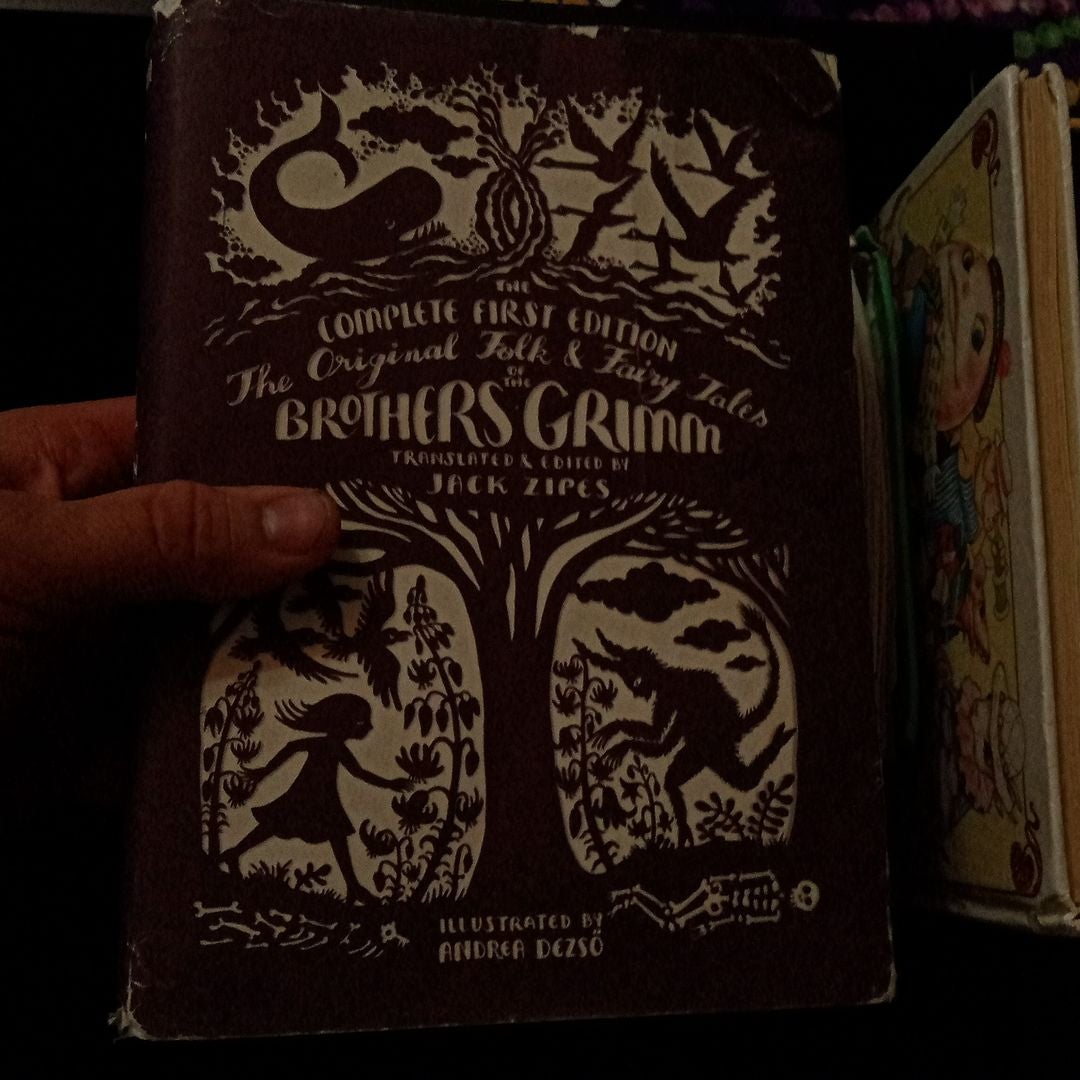 THE
COMPLETE FIRST EDITION
The Original Folk & Fairy Tales
OF THE
BROTHERS GRIMM
TRANSLATED & EDITED BY
JACK ZIPES
ILLUSTRATED BY
ANDREA DEZSÖ